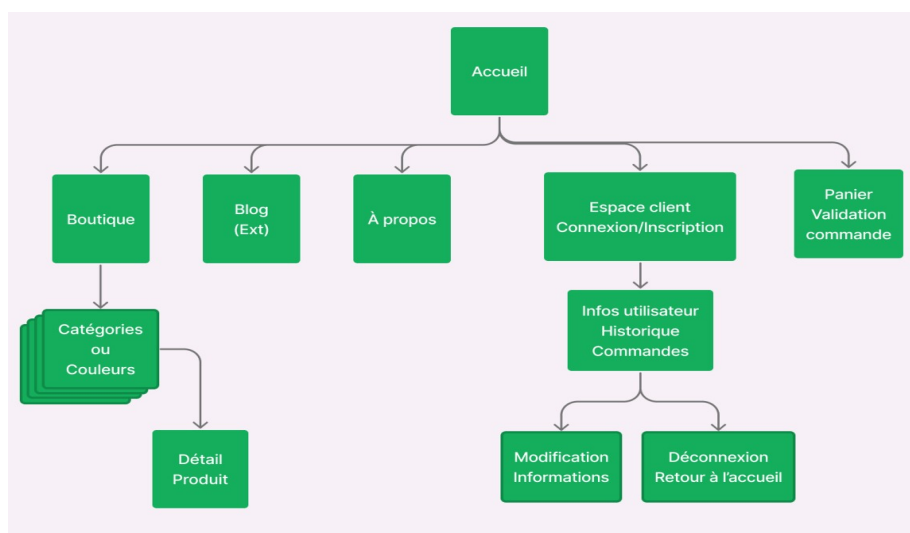 Accueil
Boutique
Blog
(Ext)
À propos
Espace client
Connexion/Inscription
Panier
Validation
commande
Catégories
ou
Couleurs
Infos utilisateur
Historique
Commandes
Détail
Produit
Modification
Informations
Déconnexion
Retour à l’accueil